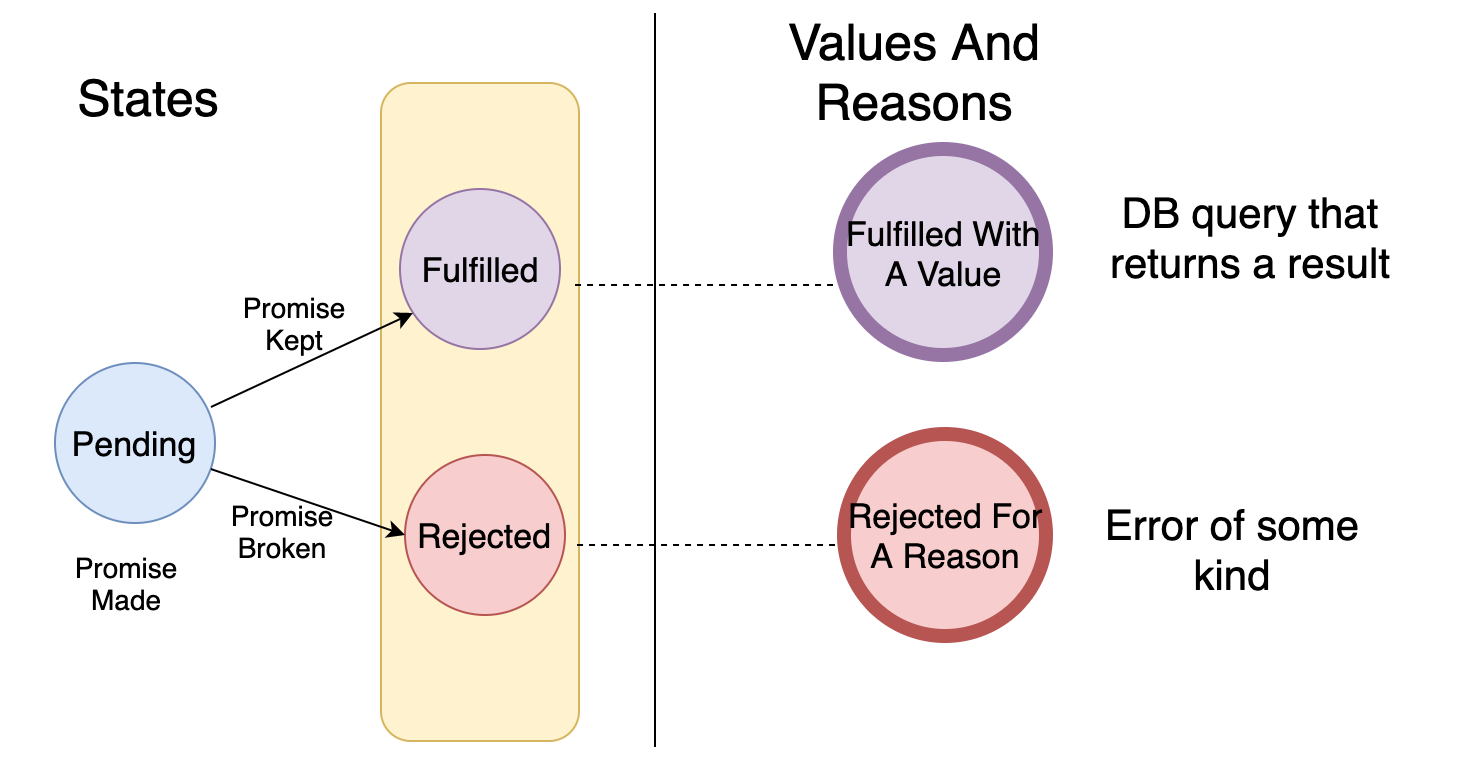 States
Values And
Reasons
Fulfilled
Fulfilled With
A Value
DB query that
returns a result
Promise
Kept
Pending
Promise
Broken
Rejected
Rejected For
A Reason
Error of some
kind
Promise
Made